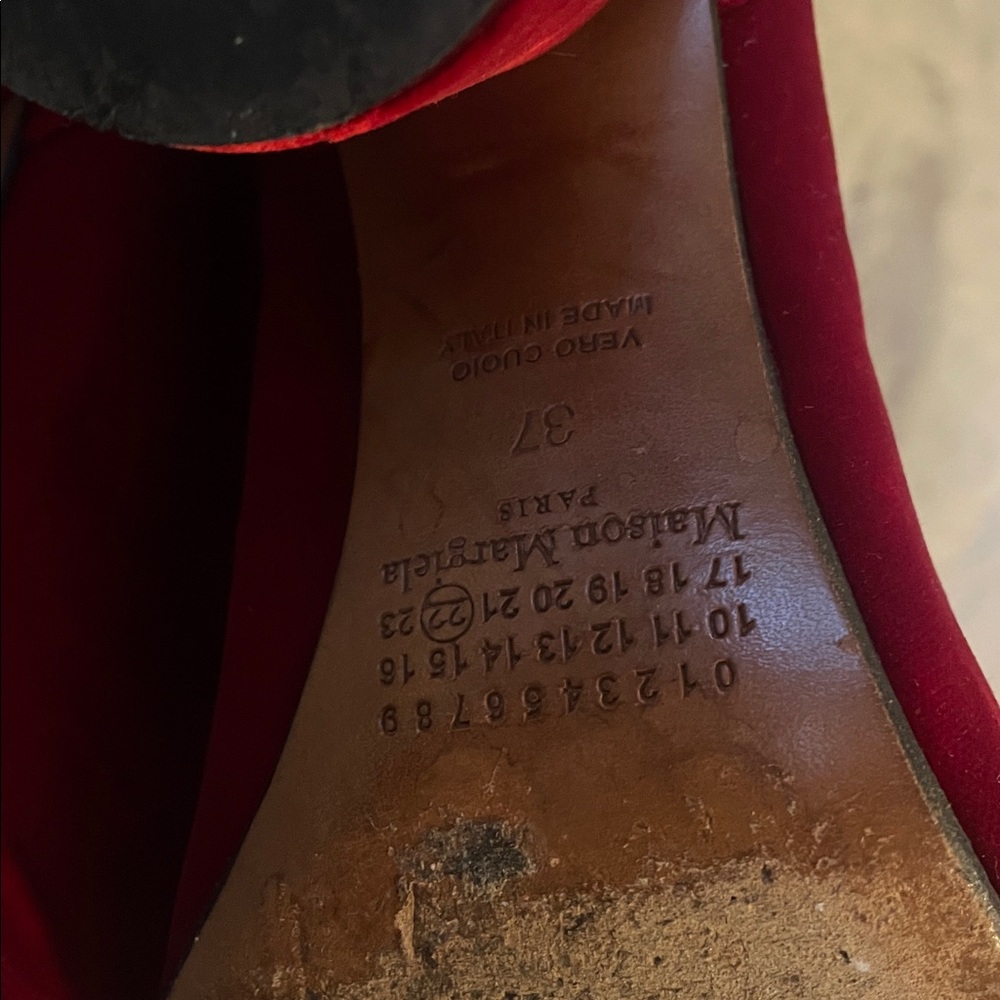 0 1 2 3 4 5 6 7 8 9
10 11 12 13 14 15 16
17 18 19 20 21 22 23
Maison Margiela
PARIS
37
VERO CUOIO
MADE IN ITALY